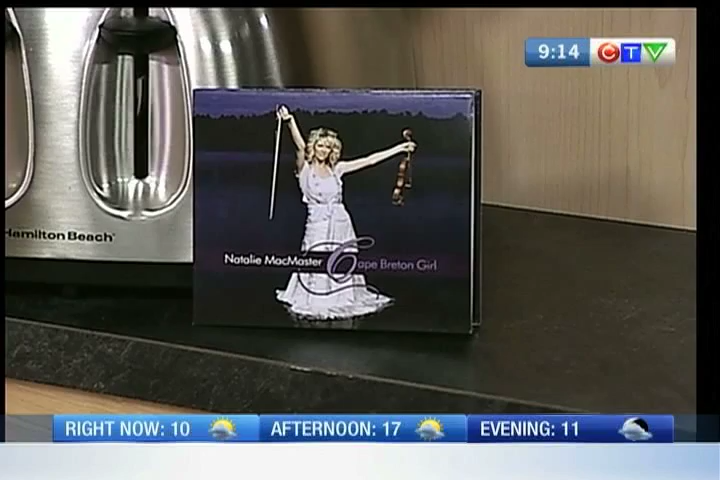 9:14 CTV
Hamilton Beach
Natalie MacMaster Cape Breton Girl
RIGHT NOW: 10 AFTERNOON: 17 EVENING: 11